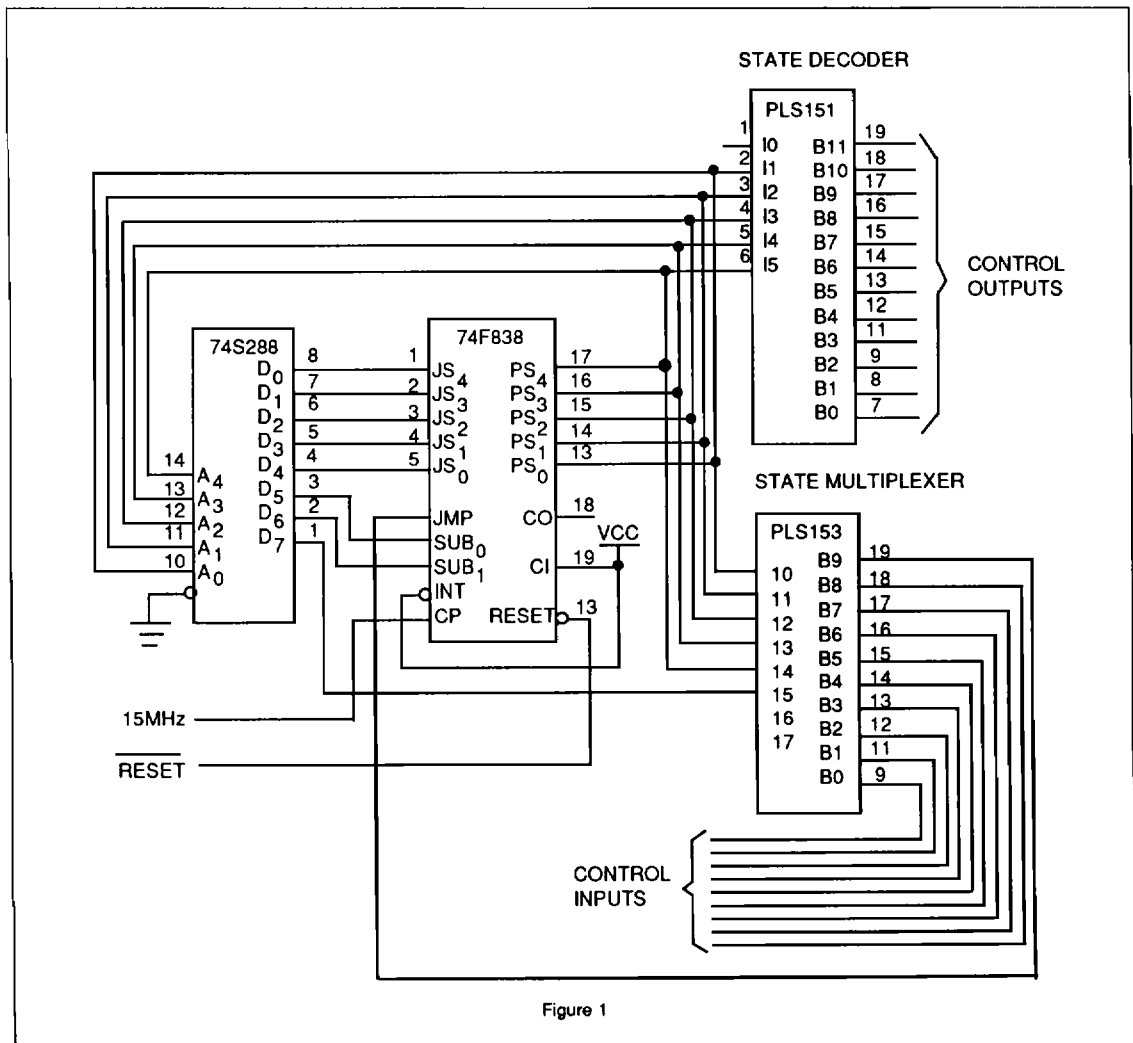 STATE DECODER
PLS151
1 I0 B11 19
2 I1 B10 18
3 I2 B9 17
4 I3 B8 16
5 I4 B7 15
6 I5 B6 14
B5 13
B4 12
B3 11
B2 9
B1 8
B0 7
CONTROL
OUTPUTS
74S288
D0 8
D1 7
D2 6
D3 5
D4 4
D5 3
D6 2
D7 1
14 A4
13 A3
12 A2
11 A1
10 A0
74F838
1 JS4 PS4 17
2 JS3 PS3 16
3 JS2 PS2 15
4 JS1 PS1 14
5 JS0 PS0 13
JMP CO 18
SUB0
VCC
SUB1 CI 19
INT
CP RESET 13
15MHz
RESET
STATE MULTIPLEXER
PLS153
B9 19
10 B8 18
11 B7 17
12 B6 16
13 B5 15
14 B4 14
15 B3 13
16 B2 12
17 B1 11
B0 9
CONTROL
INPUTS
Figure 1